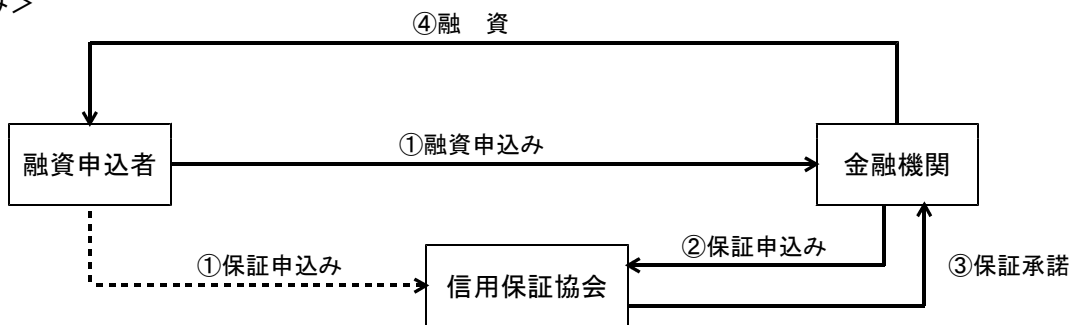 み＞
④融　資
融資申込者
①融資申込み
金融機関
②保証申込み
①保証申込み
信用保証協会
③保証承諾